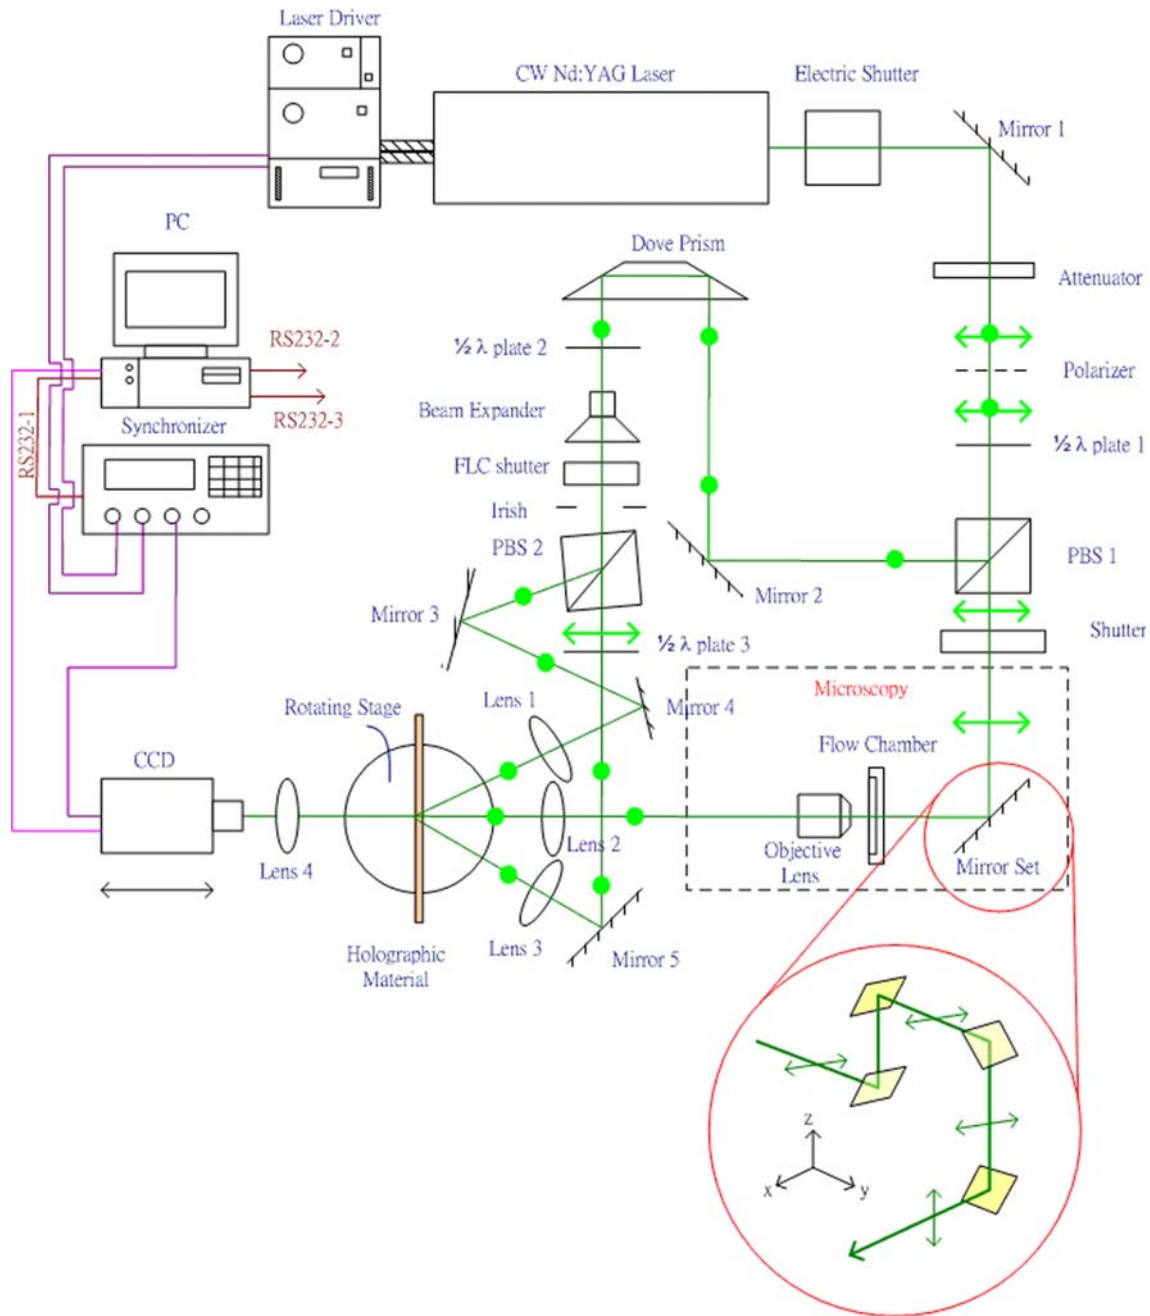 Laser Driver
CW Nd:YAG Laser
Electric Shutter
Mirror 1
PC
Dove Prism
Attenuator
RS232-2
½ λ plate 2
Polarizer
RS232-3
Beam Expander
Synchronizer
RS232-1
½ λ plate 1
FLC shutter
Irish
PBS 2
PBS 1
Mirror 2
Mirror 3
Shutter
½ λ plate 3
Microscopy
Lens 1
Rotating Stage
Mirror 4
Flow Chamber
CCD
Lens 2
Objective
Lens
Mirror Set
Lens 4
Lens 3
Holographic
Material
Mirror 5
z
x
y